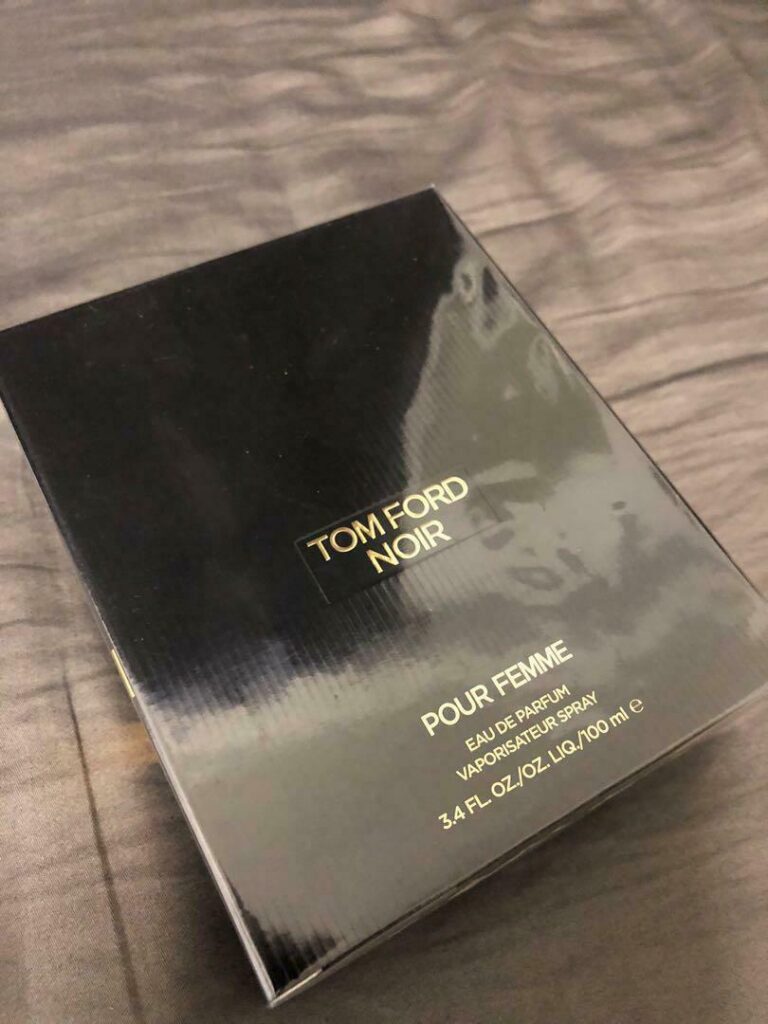 TOM FORD
NOIR
POUR FEMME
EAU DE PARFUM
VAPORISATEUR SPRAY
3.4 FL. OZ./OZ. LIQ./100 ml ℮